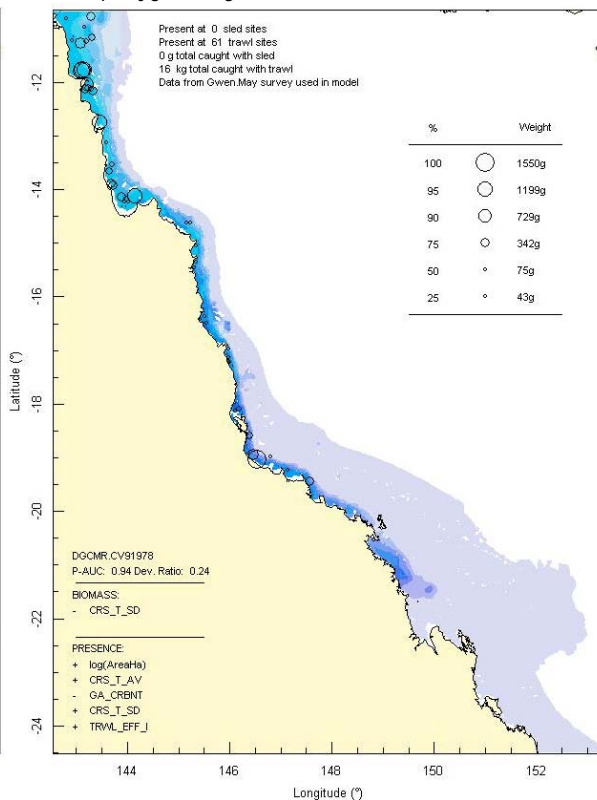 Present at 0 sled sites
Present at 61 trawl sites
0 g total caught with sled
16 kg total caught with trawl
Data from Gwen.May survey used in model
% Weight
100 1550g
95 1199g
90 729g
75 342g
50 75g
25 43g
-12
-14
-16
-18
-20
-22
-24
Latitude (°)
DGCMR.CV91978
P-AUC: 0.94 Dev. Ratio: 0.24
BIOMASS:
- CRS_T_SD
PRESENCE:
+ log(AreaHa)
+ CRS_T_AV
- GA_CRBNT
+ CRS_T_SD
+ TRWL_EFF_I
144 146 148 150 152
Longitude (°)